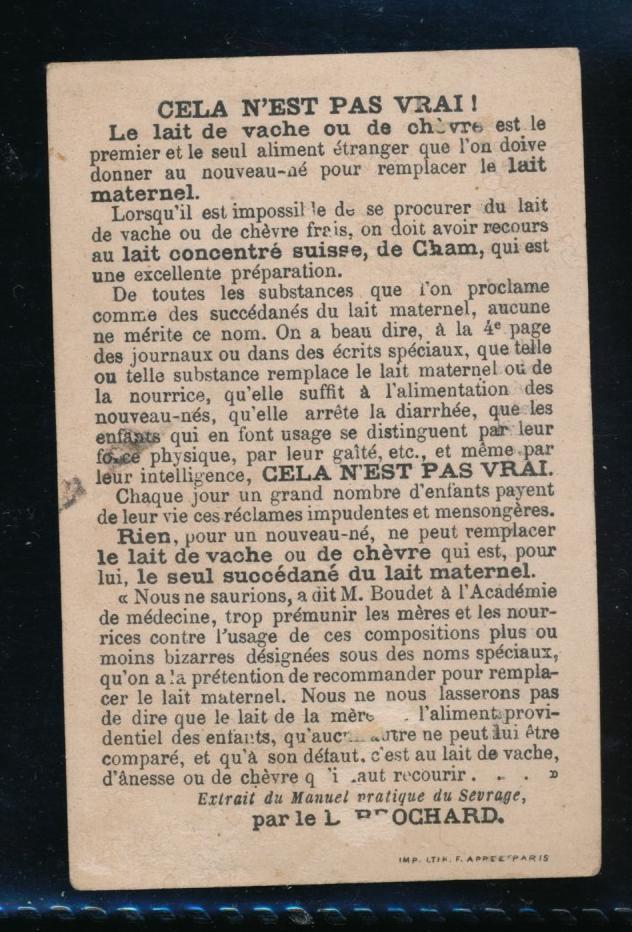 CELA N'EST PAS VRAI !
Le lait de vache ou de chèvre est le
premier et le seul aliment étranger que l'on doive
donner au nouveau-né pour remplacer le lait
maternel.
Lorsqu'il est impossible de se procurer du lait
de vache ou de chèvre frais, on doit avoir recours
au lait concentré suisse, de Cham, qui est
une excellente préparation.
De toutes les substances que l'on proclame
comme des succédanés du lait maternel, aucune
ne mérite ce nom. On a beau dire, à la 4e page
des journaux ou dans des écrits spéciaux, que telle
ou telle substance remplace le lait maternel ou de
la nourrice, qu'elle suffit à l'alimentation des
nouveau-nés, qu'elle arrête la diarrhée, que les
enfants qui en font usage se distinguent par leur
force physique, par leur gaîté, etc., et même par
leur intelligence, CELA N'EST PAS VRAI.
Chaque jour un grand nombre d'enfants payent
de leur vie ces réclames impudentes et mensongères.
Rien, pour un nouveau-né, ne peut remplacer
le lait de vache ou de chèvre qui est, pour
lui, le seul succédané du lait maternel.
« Nous ne saurions, a dit M. Boudet à l'Académie
de médecine, trop prémunir les mères et les nour-
rices contre l'usage de ces compositions plus ou
moins bizarres désignées sous des noms spéciaux,
qu'on a la prétention de recommander pour rempla-
cer le lait maternel. Nous ne nous lasserons pas
de dire que le lait de la mère l'aliment provi-
dentiel des enfants, qu'aucun autre ne peut lui être
comparé, et qu'à son défaut, c'est au lait de vache,
d'ânesse ou de chèvre qu'il faut recourir . . . »
Extrait du Manuel pratique du Sevrage,
par le BROCHARD.
IMP. LITH. F. APPEL PARIS